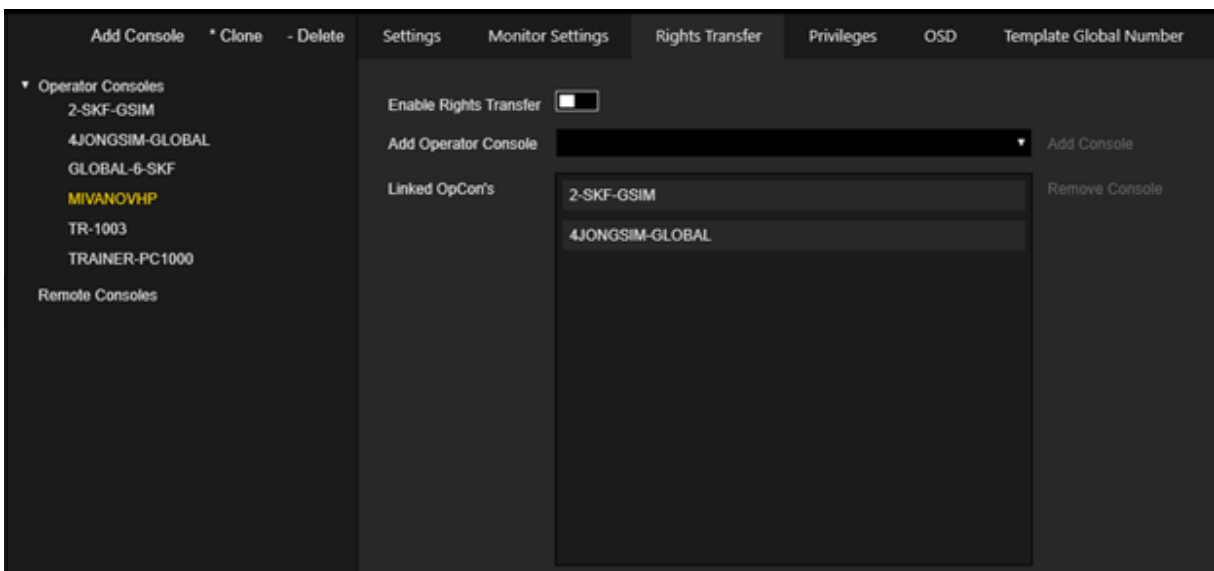 Add Console * Clone - Delete
Settings Monitor Settings Rights Transfer Privileges OSD Template Global Number
Operator Consoles
2-SKF-GSIM
4JONGSIM-GLOBAL
GLOBAL-6-SKF
MIVANOVHP
TR-1003
TRAINER-PC1000
Remote Consoles
Enable Rights Transfer
Add Operator Console Add Console
Linked OpCon's Remove Console
2-SKF-GSIM
4JONGSIM-GLOBAL